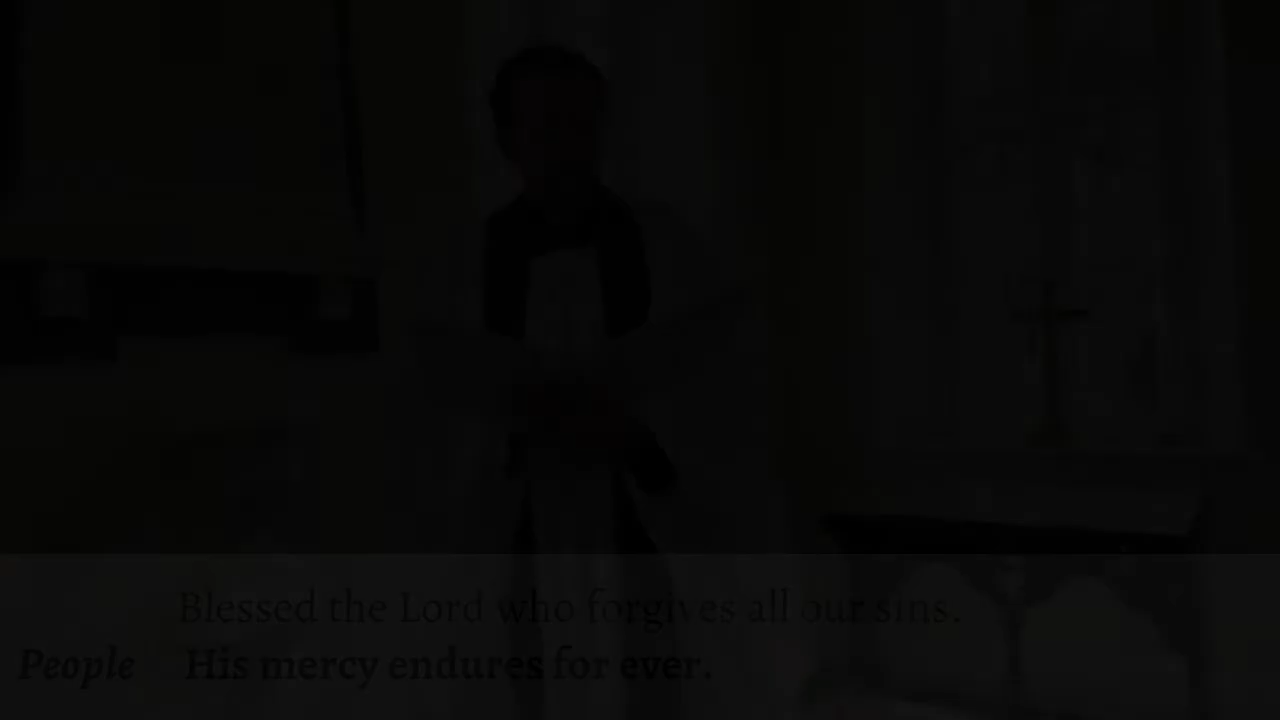 Blessed the Lord who forgives all our sins.
People His mercy endures for ever.